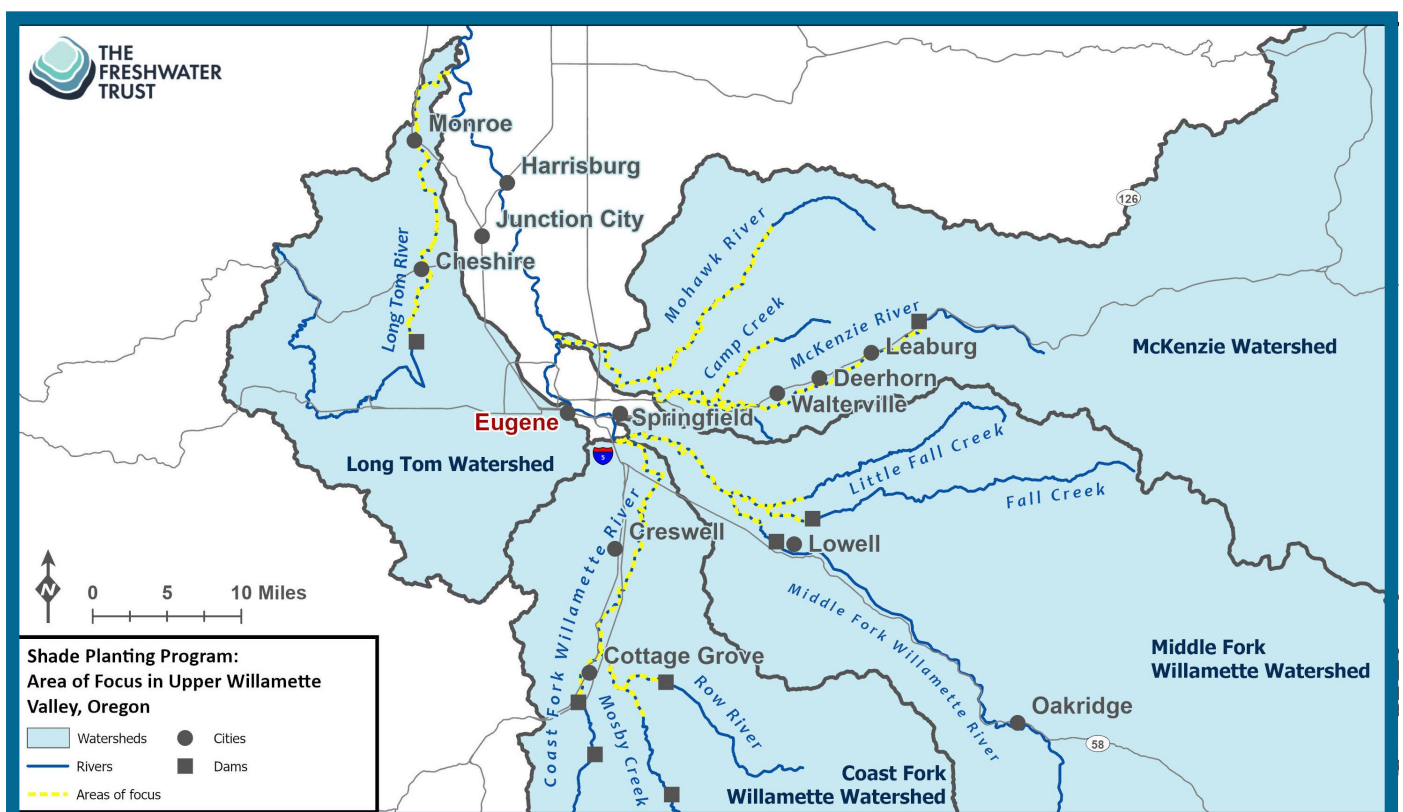 THE
FRESHWATER
TRUST
Monroe
Harrisburg
126
Junction City
Mohawk River
Cheshire
Long Tom River
Camp Creek
McKenzie River
Leaburg
McKenzie Watershed
Deerhorn
Walterville
Eugene
Springfield
5
Long Tom Watershed
Little Fall Creek
Fall Creek
Creswell
Lowell
Coast Fork Willamette River
Middle Fork Willamette River
N
0 5 10 Miles
Middle Fork
Willamette Watershed
Cottage Grove
Row River
Mosby Creek
Oakridge
58
Coast Fork
Willamette Watershed
Shade Planting Program:
Area of Focus in Upper Willamette
Valley, Oregon
Watersheds Cities
Rivers Dams
Areas of focus